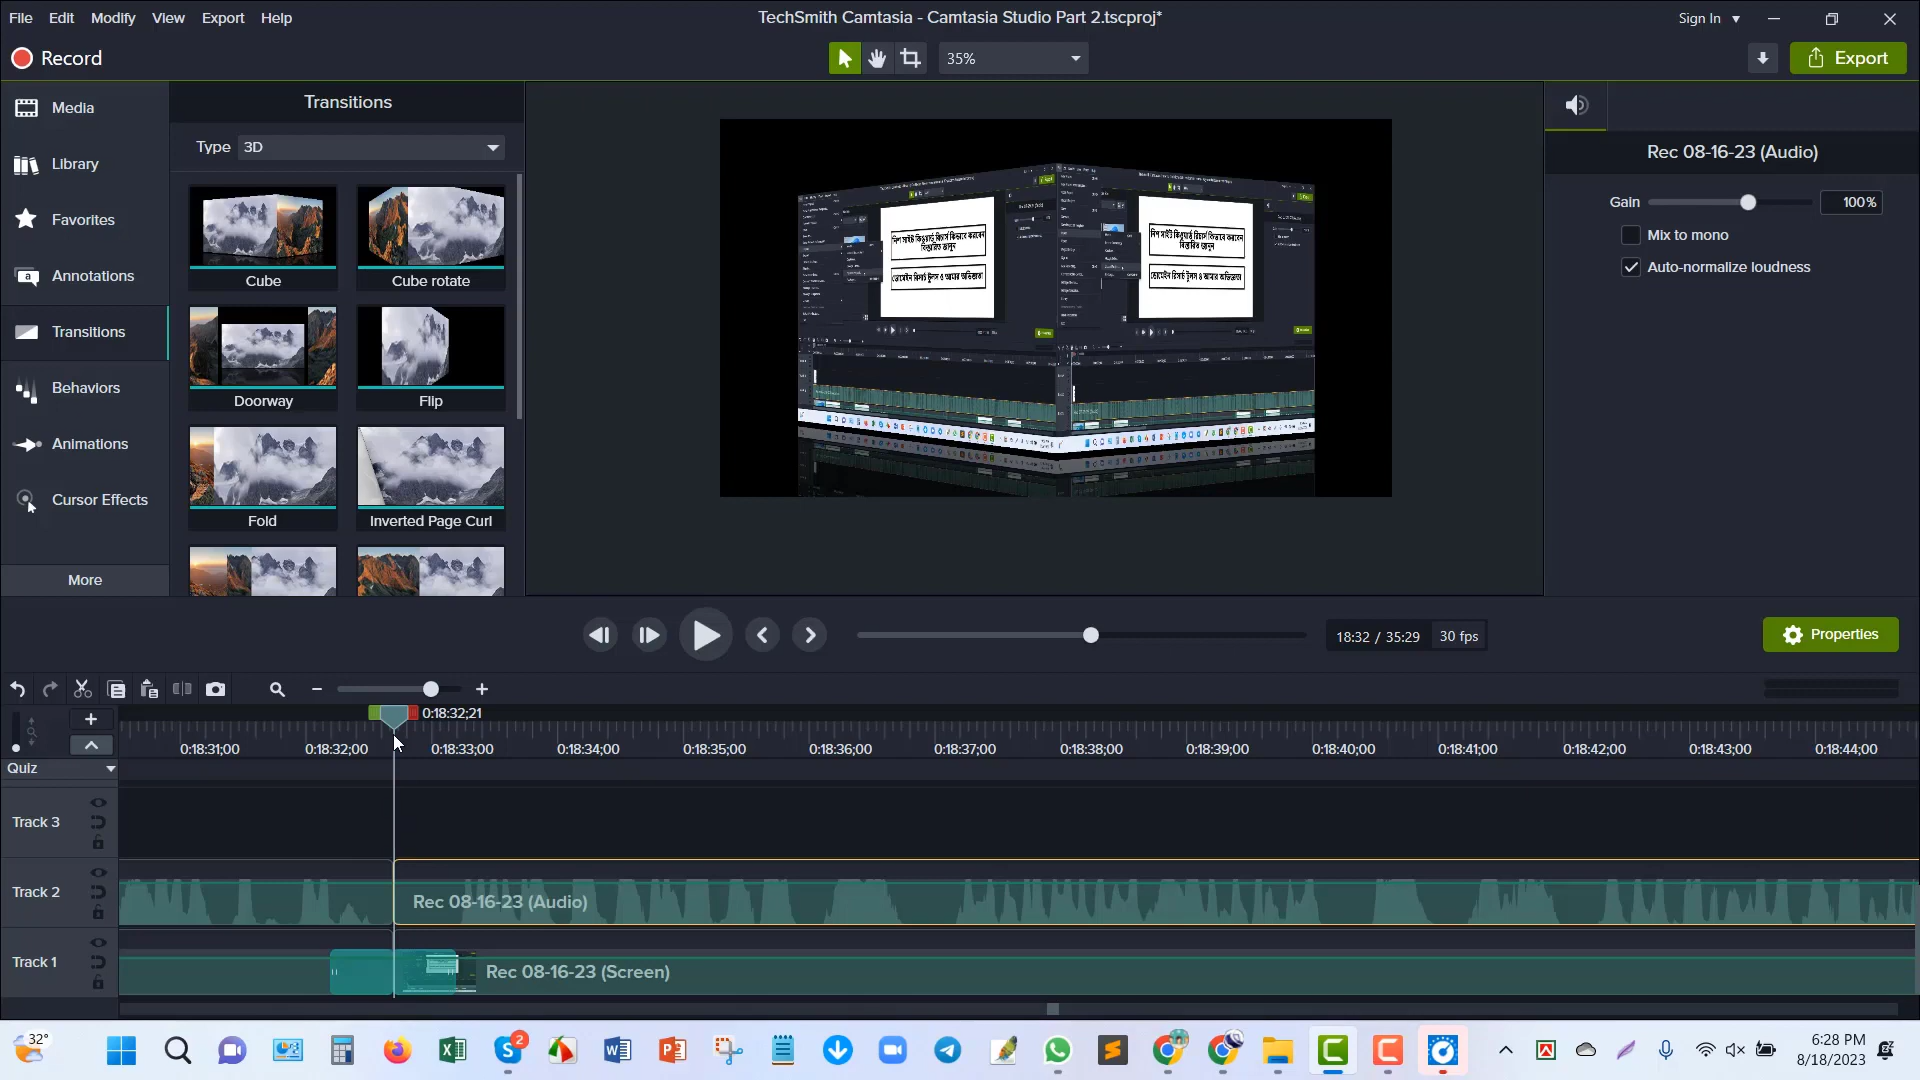 File Edit Modify View Export Help
TechSmith Camtasia - Camtasia Studio Part 2.tscproj*
Sign In
Record
35%
Export
Media
Library
Favorites
Annotations
Transitions
Behaviors
Animations
Cursor Effects
More
Transitions
Type 3D
Cube
Cube rotate
Doorway
Flip
Fold
Inverted Page Curl
Rec 08-16-23 (Audio)
Gain 100%
Mix to mono
Auto-normalize loudness
18:32 / 35:29 30 fps
Properties
0:18:32;21
0:18:31;00 0:18:32;00 0:18:33;00 0:18:34;00 0:18:35;00 0:18:36;00 0:18:37;00 0:18:38;00 0:18:39;00 0:18:40;00 0:18:41;00 0:18:42;00 0:18:43;00 0:18:44;00
Quiz
Track 3
Track 2
Rec 08-16-23 (Audio)
Track 1
Rec 08-16-23 (Screen)
32°
2
6:28 PM
8/18/2023